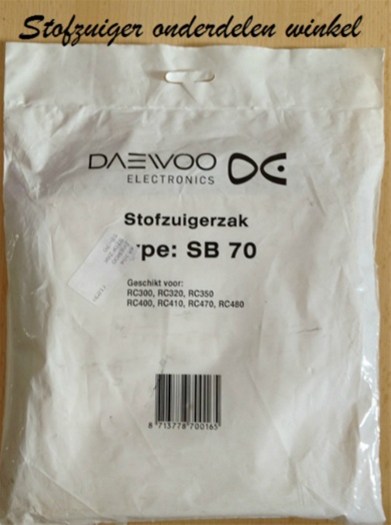 Stofzuiger onderdelen winkel
DAEWOO
ELECTRONICS
Stofzuigerzak
rpe: SB 70
Geschikt voor:
RC300, RC320, RC350
RC400, RC410, RC470, RC480
8 713778 700165